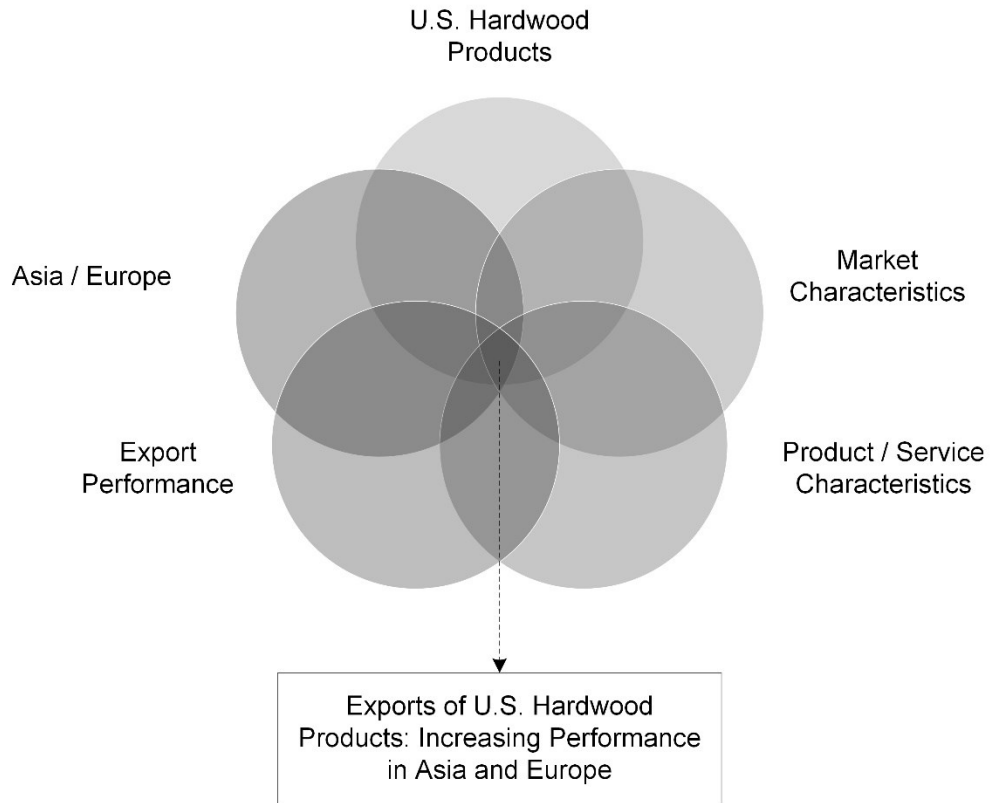 U.S. Hardwood
Products
Asia / Europe
Market
Characteristics
Export
Performance
Product / Service
Characteristics
Exports of U.S. Hardwood
Products: Increasing Performance
in Asia and Europe